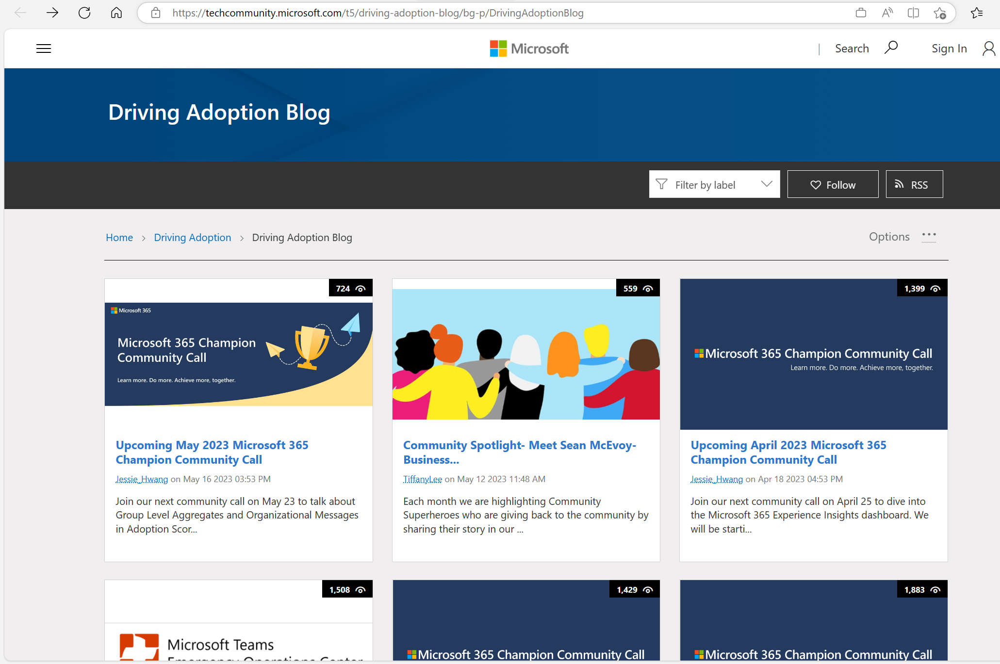 https://techcommunity.microsoft.com/t5/driving-adoption-blog/bg-p/DrivingAdoptionBlog
Microsoft
| Search
Sign In
Driving Adoption Blog
Filter by label
Follow
RSS
Home > Driving Adoption > Driving Adoption Blog
Options ...
724
Microsoft 365
Microsoft 365 Champion
Community Call
Learn more. Do more. Achieve more, together.
Upcoming May 2023 Microsoft 365
Champion Community Call
Jessie_Hwang on May 16 2023 03:53 PM
Join our next community call on May 23 to talk about
Group Level Aggregates and Organizational Messages
in Adoption Scor...
559
Community Spotlight- Meet Sean McEvoy-
Business...
TiffanyLee on May 12 2023 11:48 AM
Each month we are highlighting Community
Superheroes who are giving back to the community by
sharing their story in our ...
1,399
Microsoft 365 Champion Community Call
Learn more. Do more. Achieve more, together.
Upcoming April 2023 Microsoft 365
Champion Community Call
Jessie_Hwang on Apr 18 2023 04:53 PM
Join our next community call on April 25 to dive into
the Microsoft 365 Experience Insights dashboard. We
will be starti...
1,508
Microsoft Teams
Emergency Operations Center
1,429
Microsoft 365 Champion Community Call
1,883
Microsoft 365 Champion Community Call